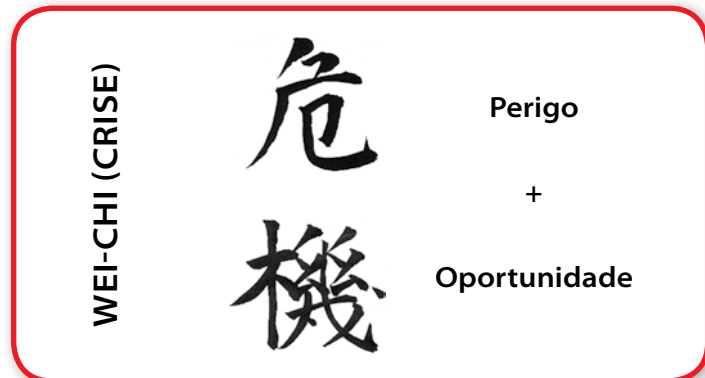 WEI-CHI (CRISE)
危
機
Perigo
+
Oportunidade